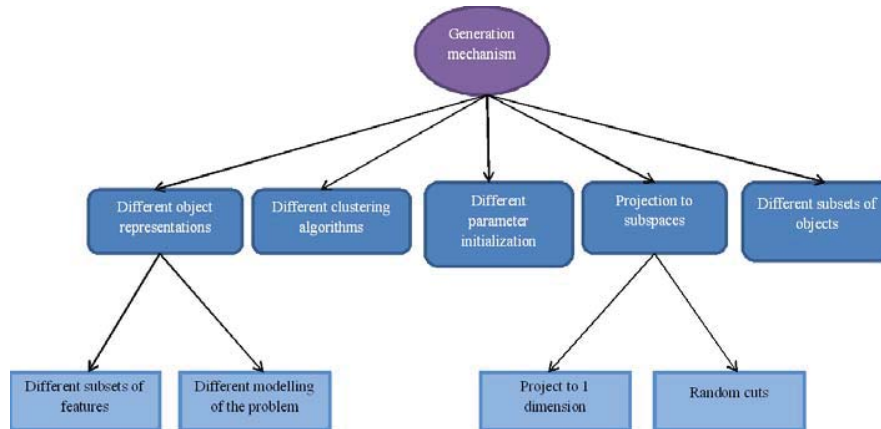 Generation
mechanism
Different object
representations
Different clustering
algorithms
Different
parameter
initialization
Projection to
subspaces
Different subsets of
objects
Different subsets of
features
Different modelling
of the problem
Project to 1
dimension
Random cuts